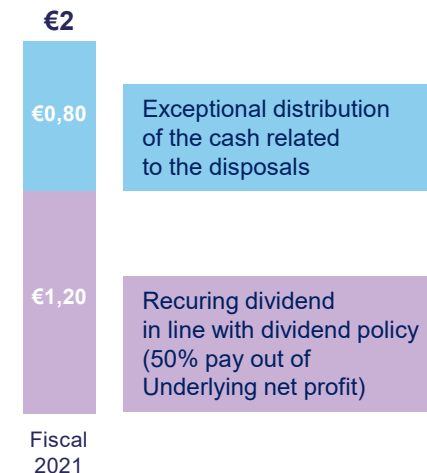 €2
€0,80
Exceptional distribution
of the cash related
to the disposals
€1,20
Recuring dividend
in line with dividend policy
(50% pay out of
Underlying net profit)
Fiscal
2021